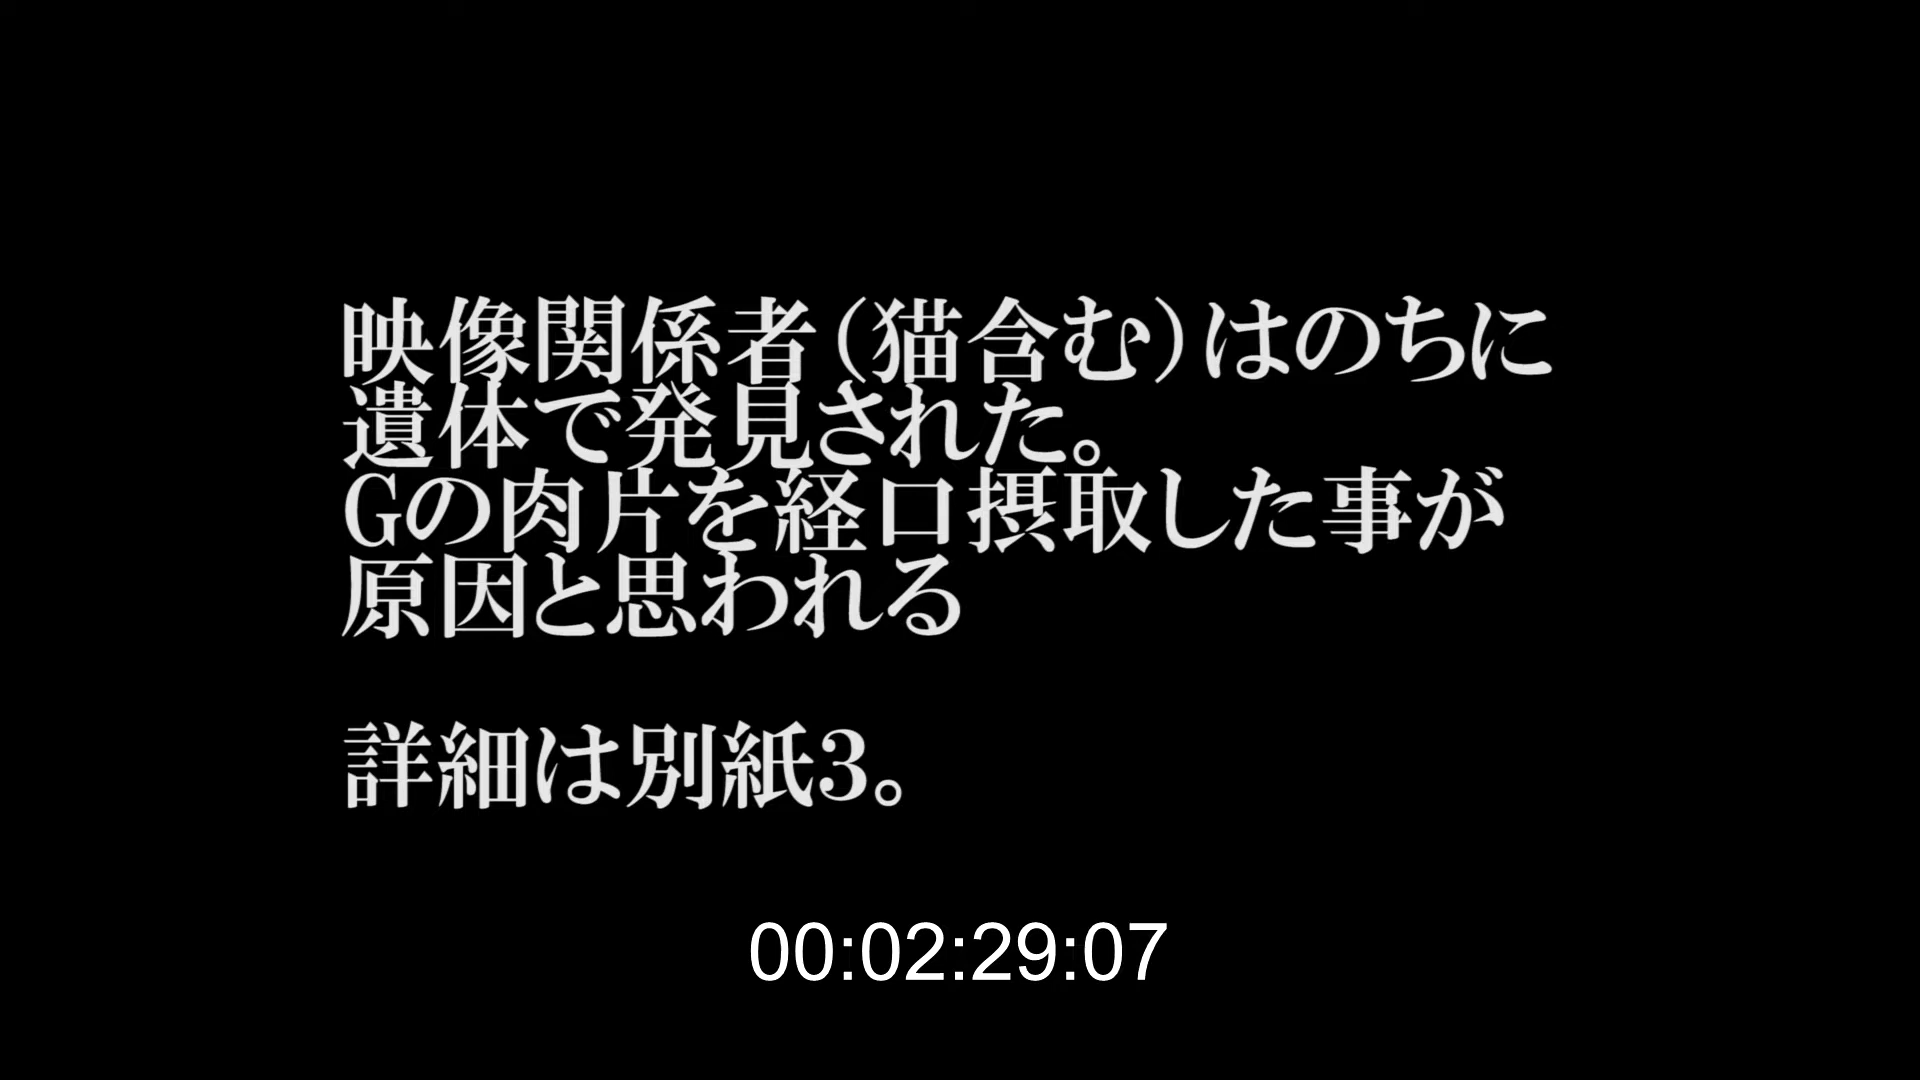 映像関係者（猫含む）はのちに
遺体で発見された。
Gの肉片を経口摂取した事が
原因と思われる
詳細は別紙3。
00:02:29:07